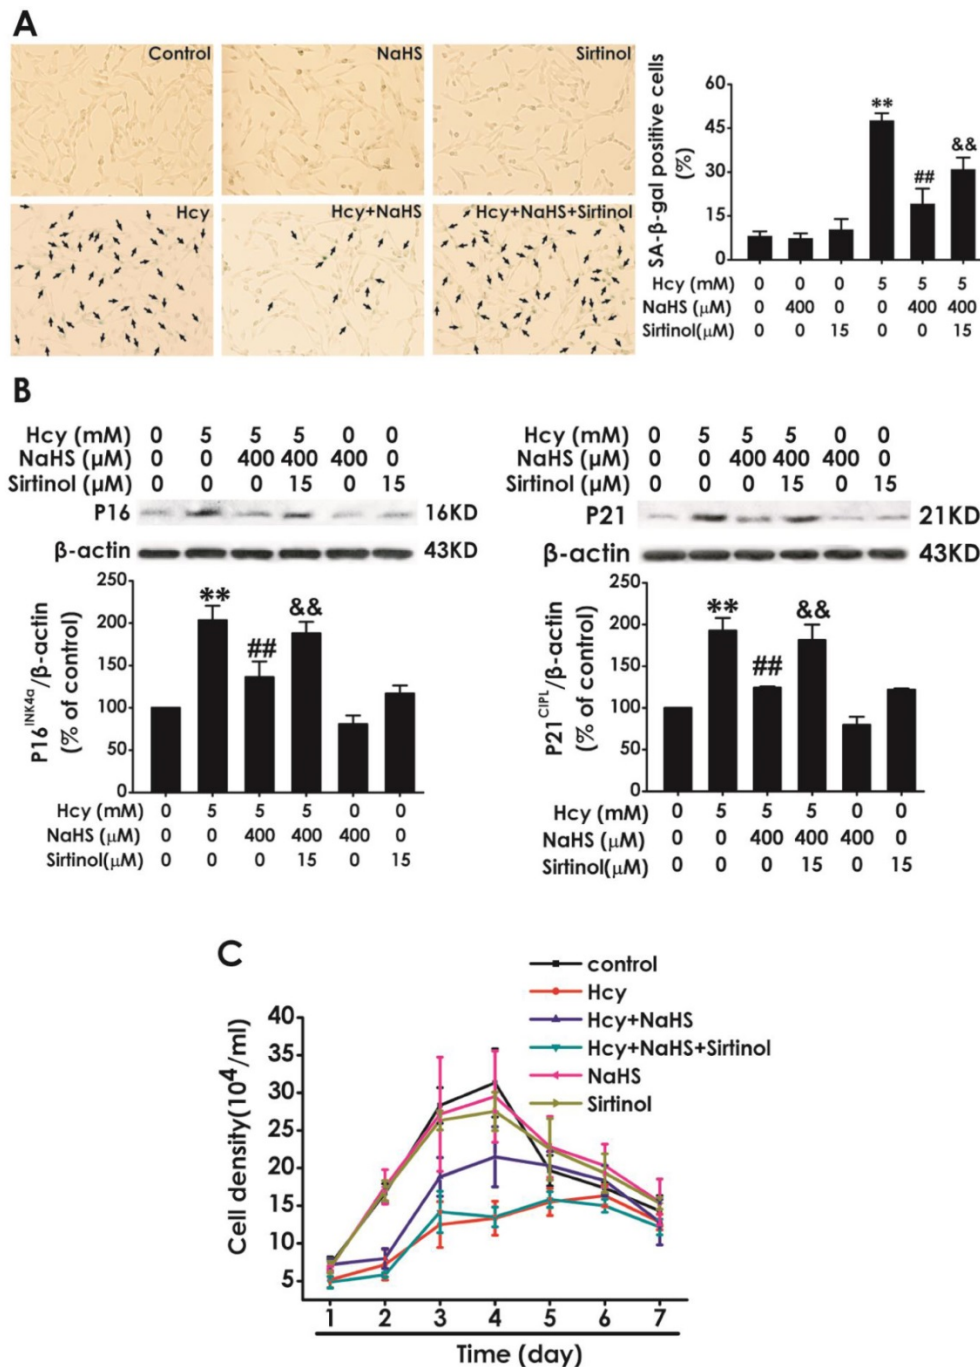 A
Control
NaHS
Sirtinol
Hcy
Hcy+NaHS
Hcy+NaHS+Sirtinol
SA-β-gal positive cells
(%)
60
45
30
15
0
**
##
&&
Hcy (mM) 0 0 0 5 5 5
NaHS (μM) 0 400 0 0 400 400
Sirtinol(μM) 0 0 15 0 0 15
B
Hcy (mM) 0 5 5 5 0 0
NaHS (μM) 0 0 400 400 400 0
Sirtinol (μM) 0 0 0 15 0 15
P16 16KD
β-actin 43KD
P16INK4a/β-actin
(% of control)
250
200
150
100
50
0
**
##
&&
Hcy (mM) 0 5 5 5 0 0
NaHS (μM) 0 0 400 400 400 0
Sirtinol(μM) 0 0 0 15 0 15
Hcy (mM) 0 5 5 5 0 0
NaHS (μM) 0 0 400 400 400 0
Sirtinol (μM) 0 0 0 15 0 15
P21 21KD
β-actin 43KD
P21CIPL/β-actin
(% of control)
250
200
150
100
50
0
**
##
&&
Hcy (mM) 0 5 5 5 0 0
NaHS (μM) 0 0 400 400 400 0
Sirtinol(μM) 0 0 0 15 0 15
C
control
Hcy
Hcy+NaHS
Hcy+NaHS+Sirtinol
NaHS
Sirtinol
Cell density(10⁴/ml)
40
35
30
25
20
15
10
5
1 2 3 4 5 6 7
Time (day)